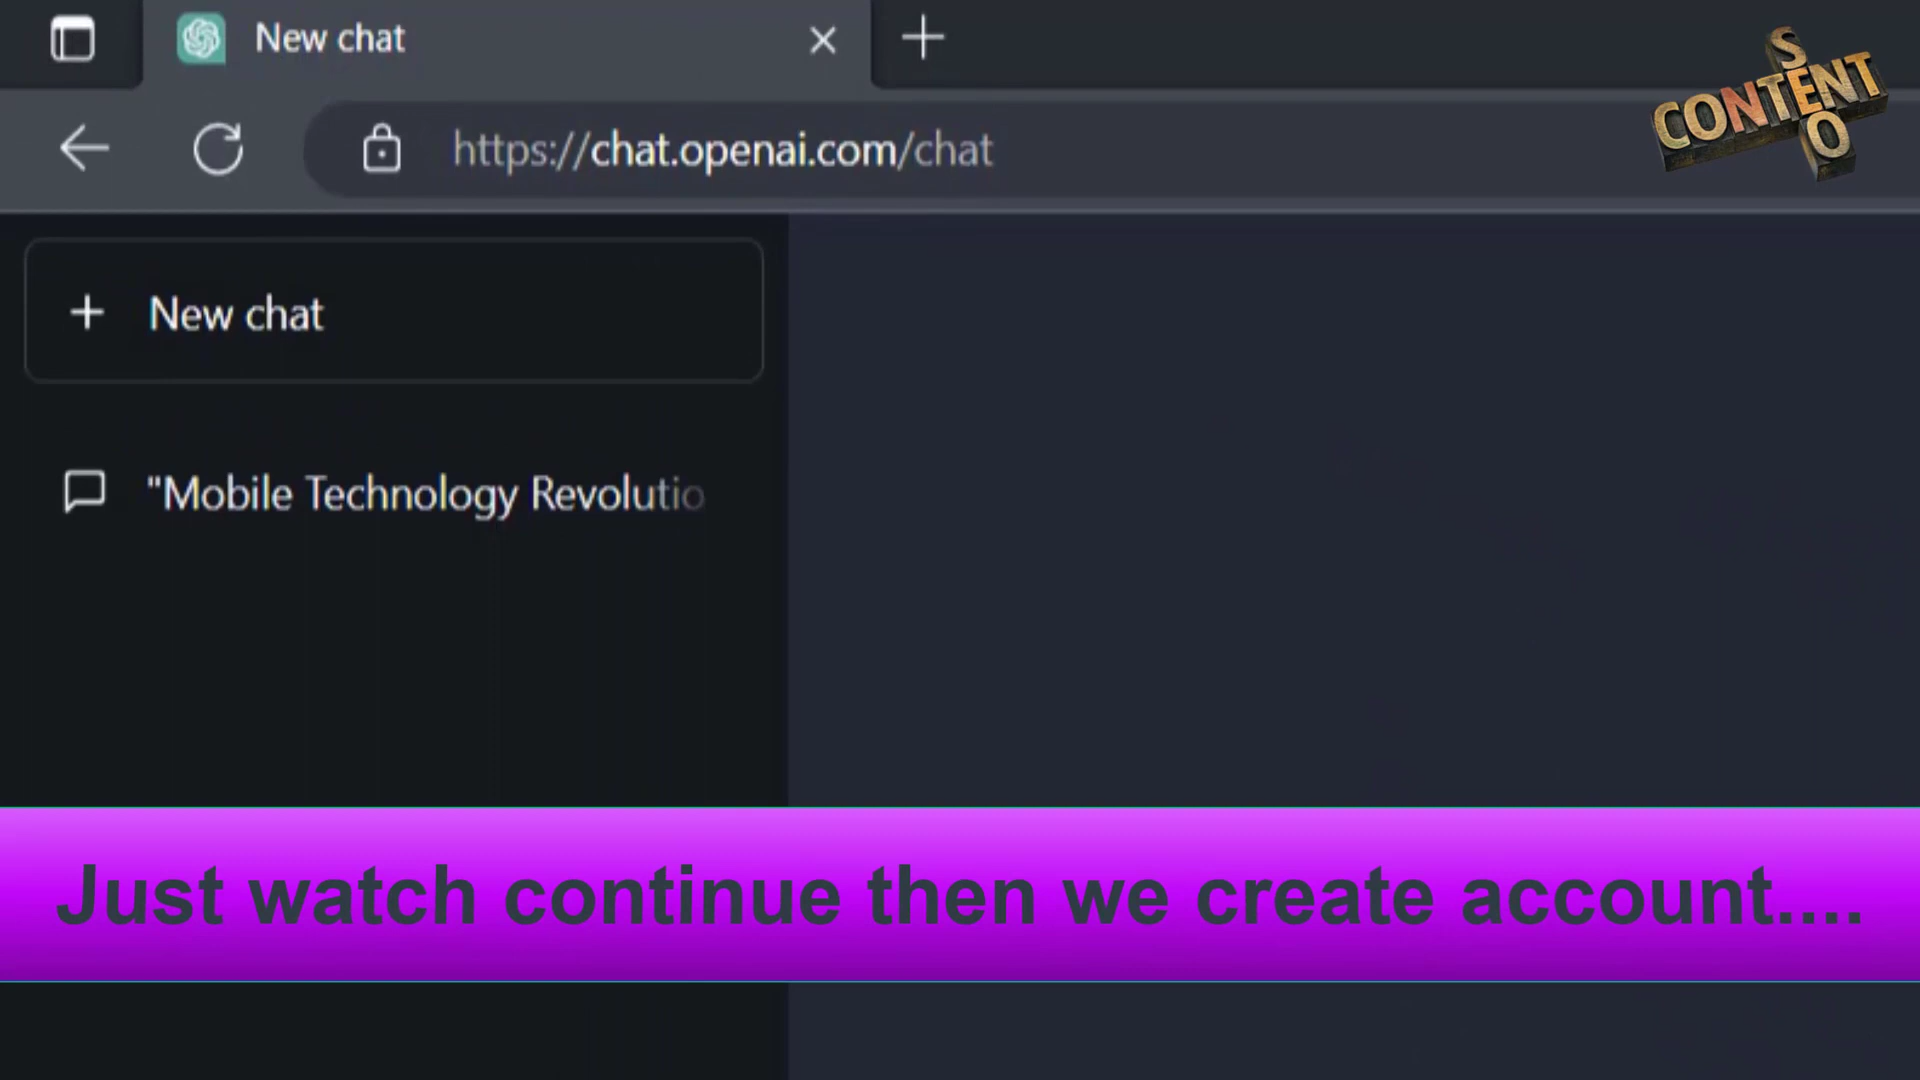 New chat
https://chat.openai.com/chat
SEO
CONTENT
New chat
"Mobile Technology Revolutio
Just watch continue then we create account....